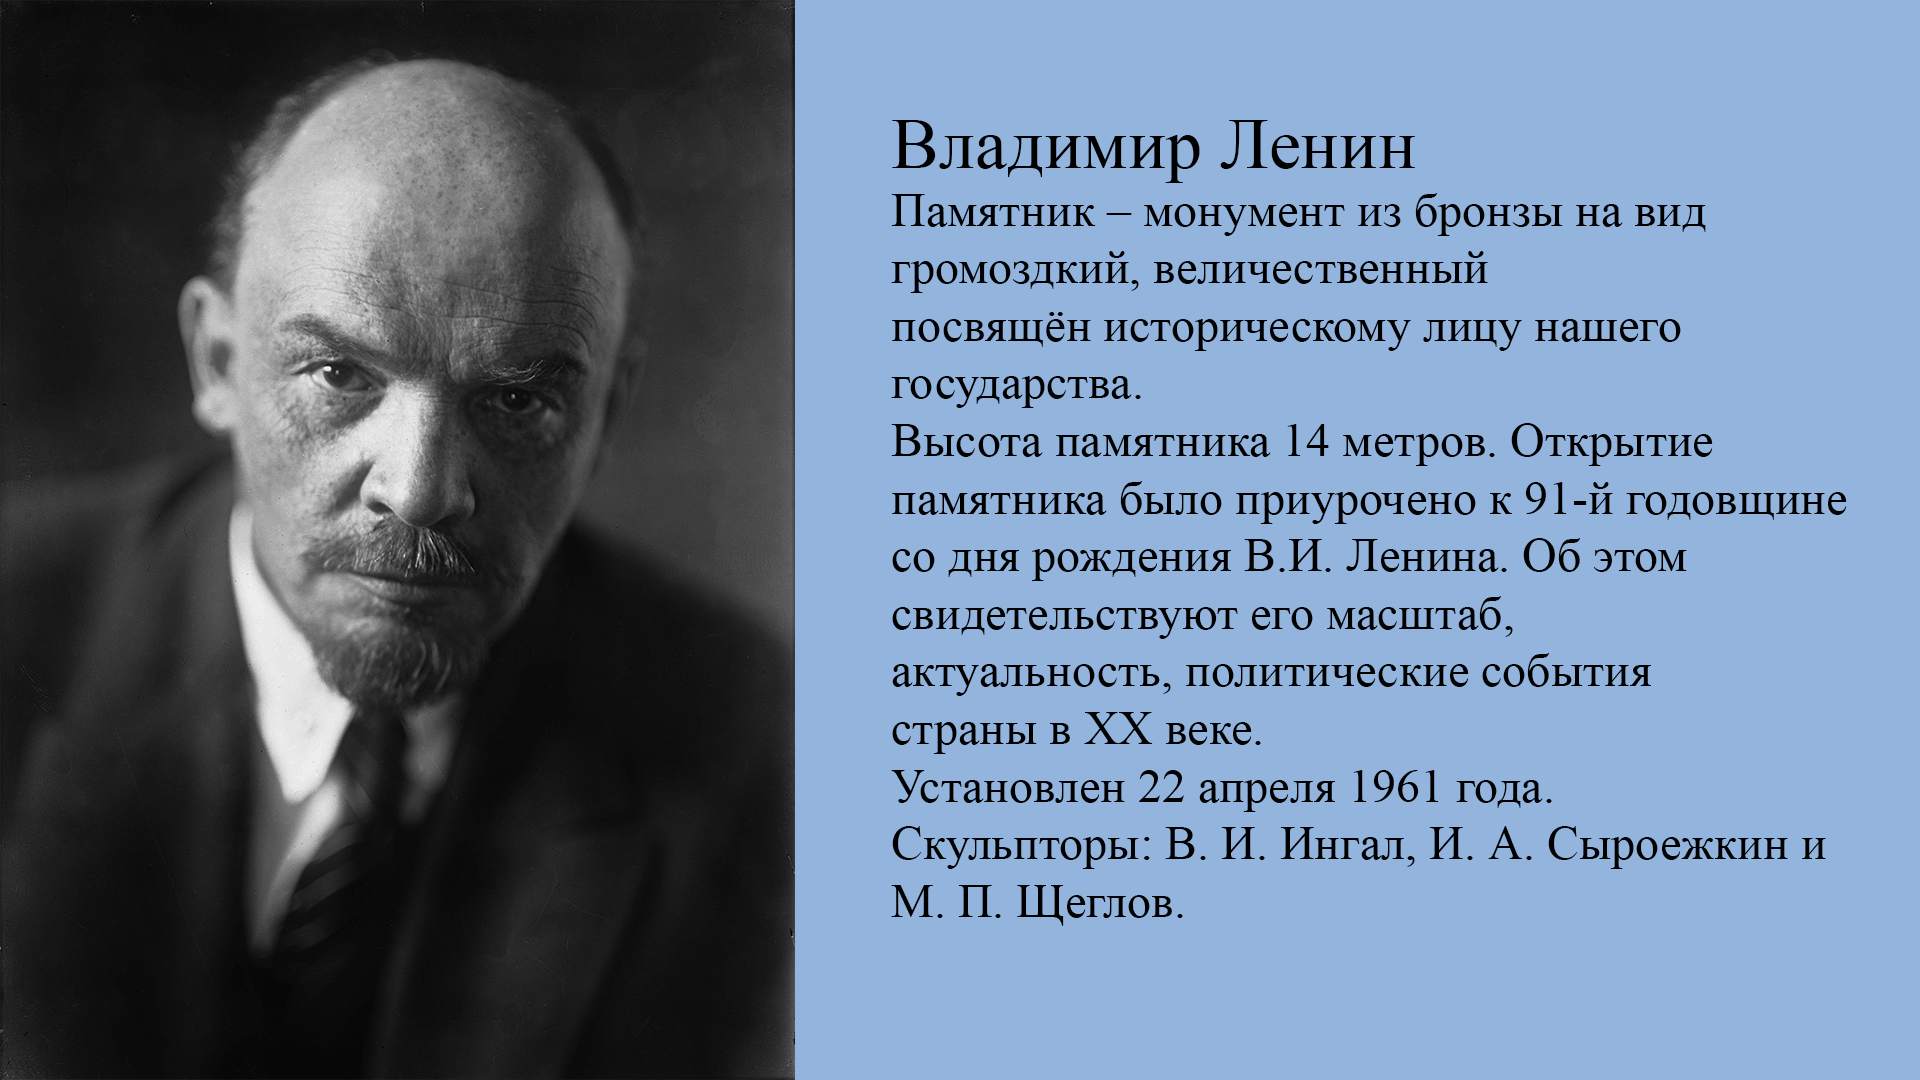 Владимир Ленин
Памятник – монумент из бронзы на вид
громоздкий, величественный
посвящён историческому лицу нашего
государства.
Высота памятника 14 метров. Открытие
памятника было приурочено к 91-й годовщине
со дня рождения В.И. Ленина. Об этом
свидетельствуют его масштаб,
актуальность, политические события
страны в XX веке.
Установлен 22 апреля 1961 года.
Скульпторы: В. И. Ингал, И. А. Сыроежкин и
М. П. Щеглов.